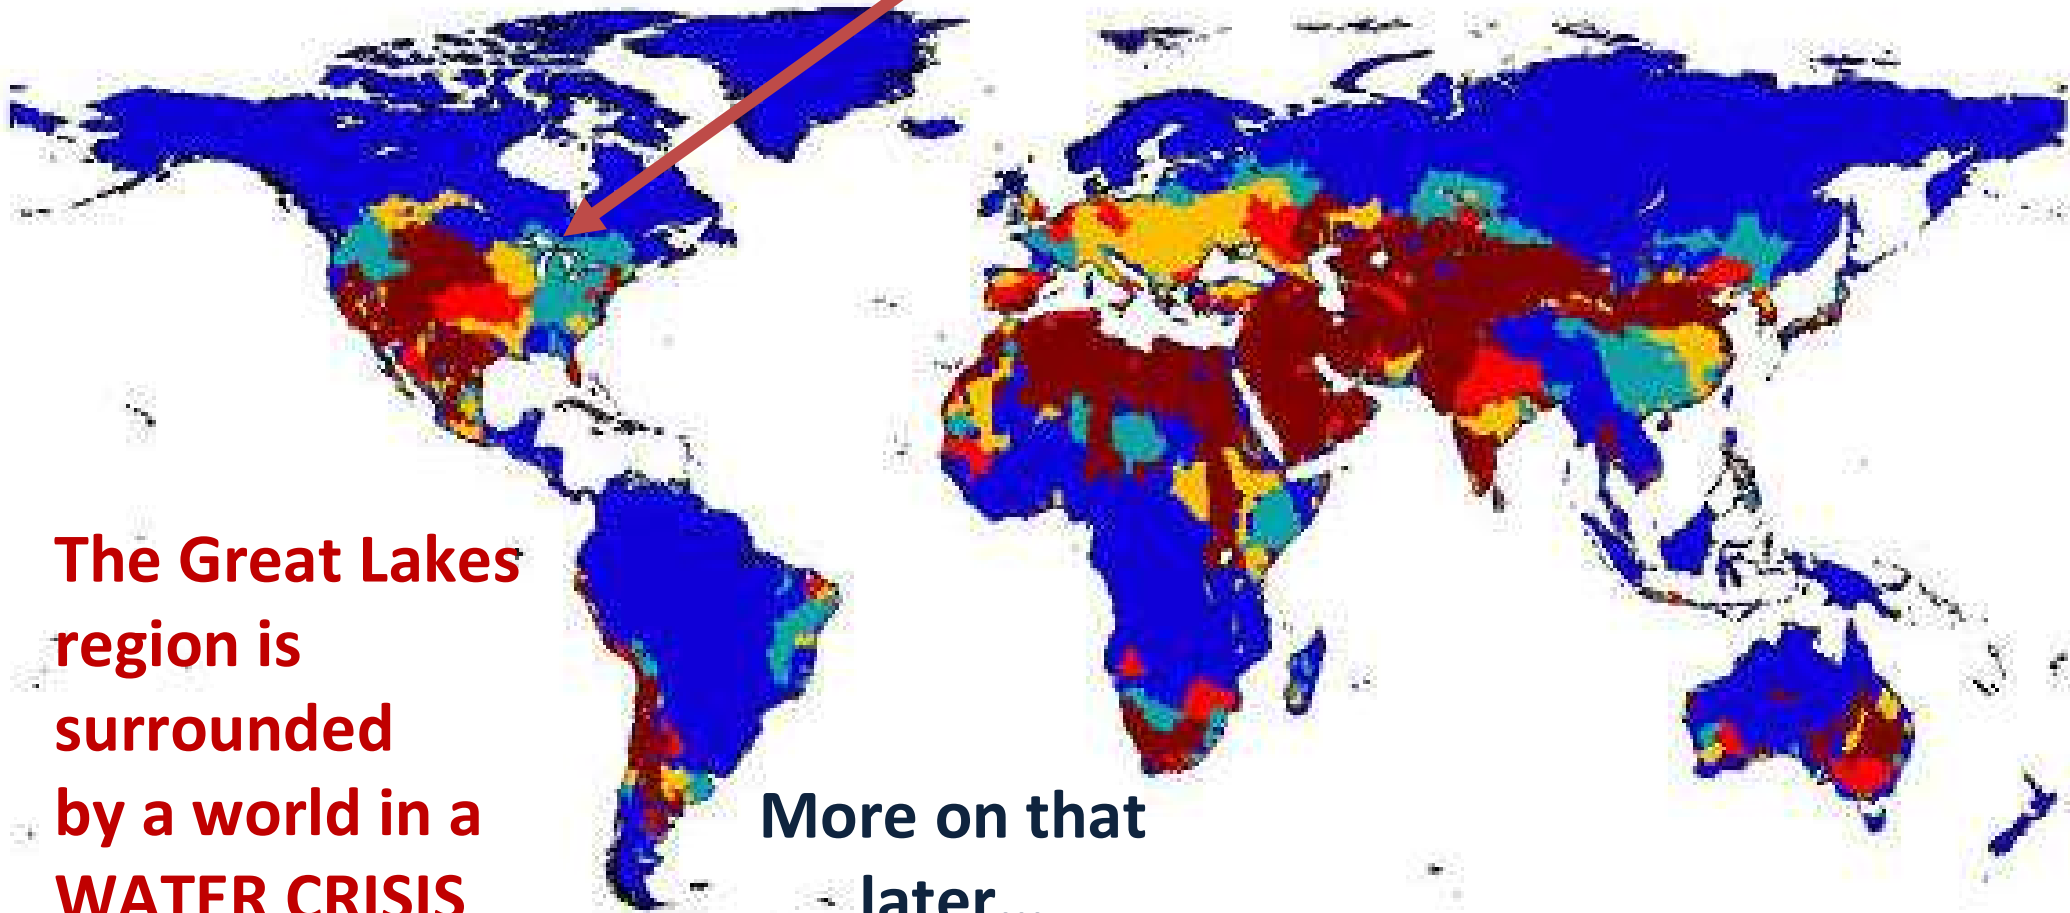 The Great Lakes
region is
surrounded
by a world in a
WATER CRISIS
More on that
later...